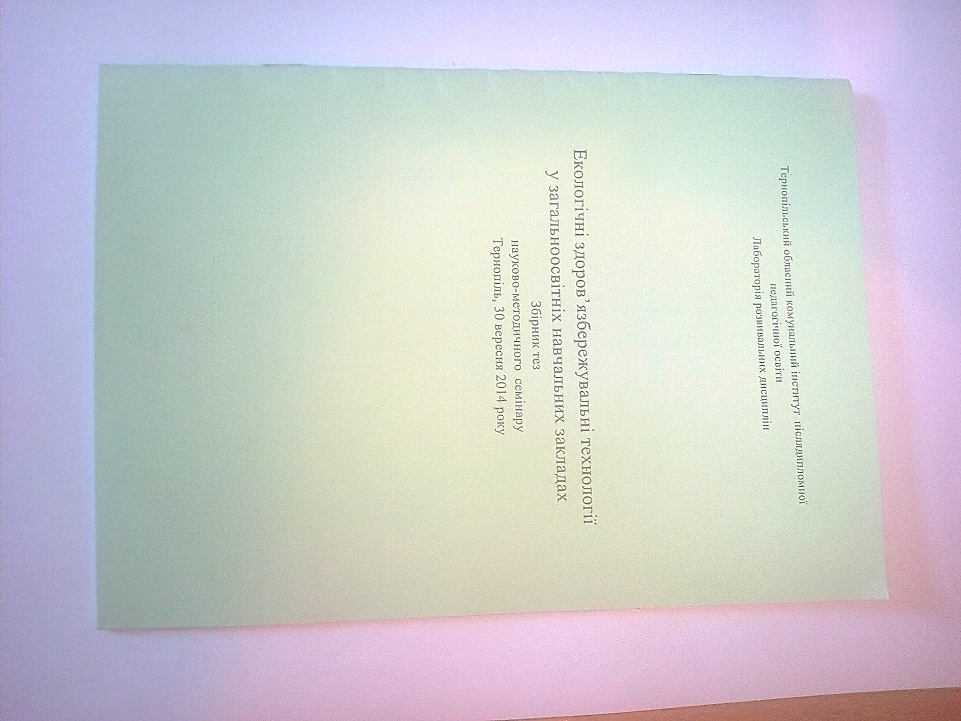 Тернопільський обласний комунальний інститут післядипломної
педагогічної освіти
Лабораторія розвивальних дисциплін
Екологічні здоров’язбережувальні технології
у загальноосвітніх навчальних закладах
Збірник тез
науково-методичного семінару
Тернопіль, 30 вересня 2014 року